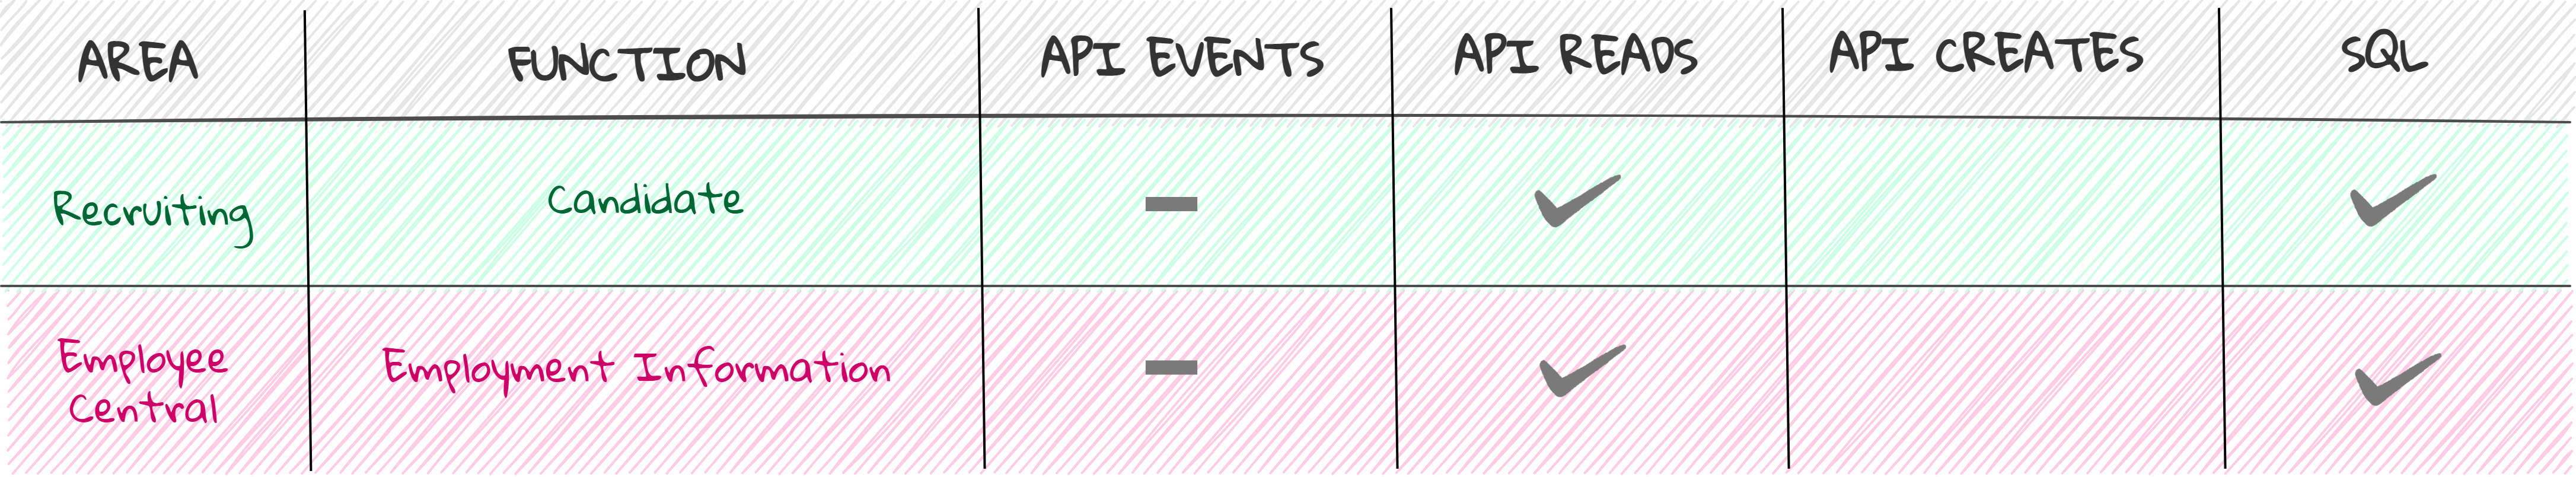 AREA FUNCTION API EVENTS API READS API CREATES SQL
Recruiting Candidate
Employee
Central
Employment Information